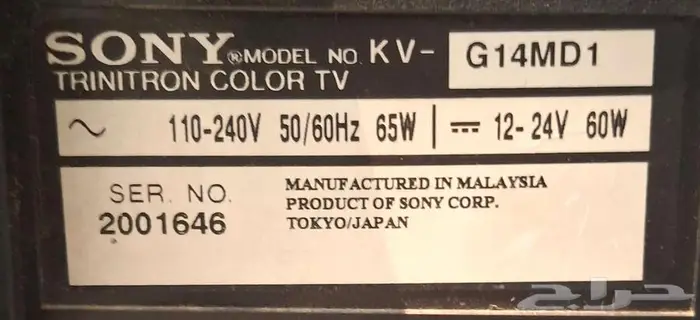 SONY® MODEL NO. KV- G14MD1
TRINITRON COLOR TV
~ 110-240V 50/60Hz 65W | ⎓ 12-24V 60W
SER. NO.
2001646
MANUFACTURED IN MALAYSIA
PRODUCT OF SONY CORP.
TOKYO/JAPAN
حراج